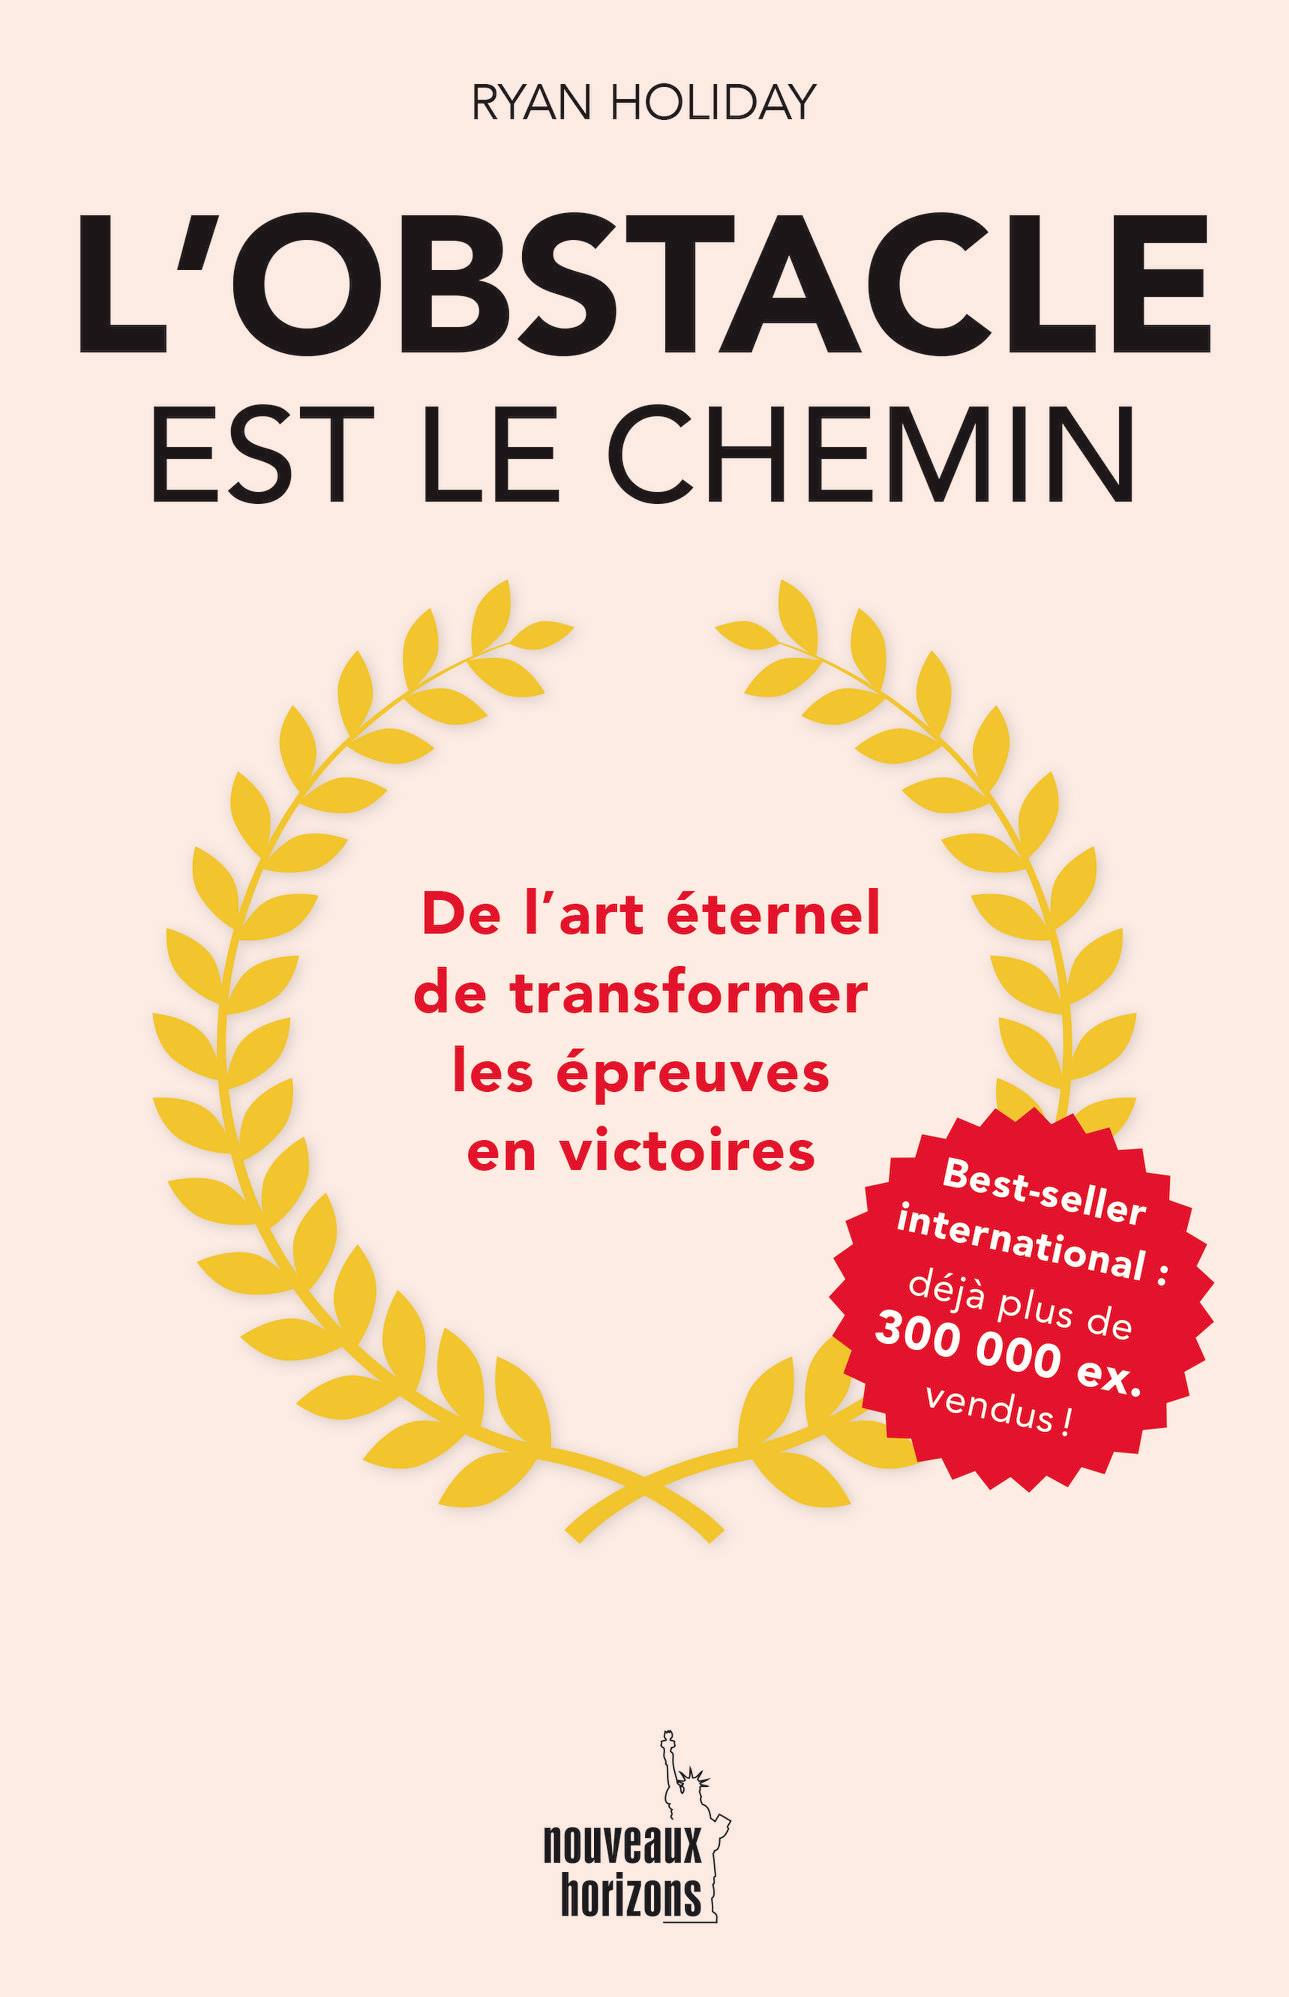 RYAN HOLIDAY
L’OBSTACLE
EST LE CHEMIN
De l’art éternel
de transformer
les épreuves
en victoires
Best-seller
international :
déjà plus de
300 000 ex.
vendus !
nouveaux
horizons